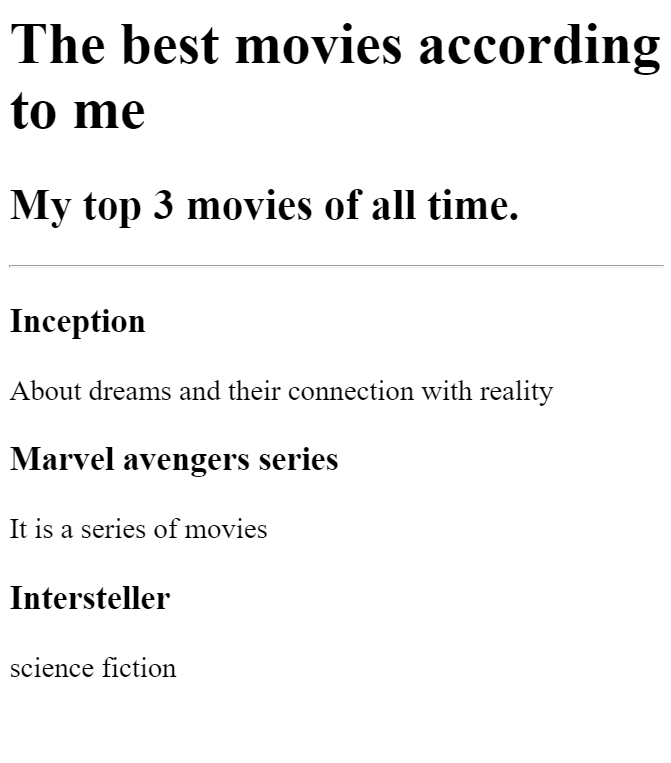 The best movies according
to me
My top 3 movies of all time.
Inception
About dreams and their connection with reality
Marvel avengers series
It is a series of movies
Intersteller
science fiction